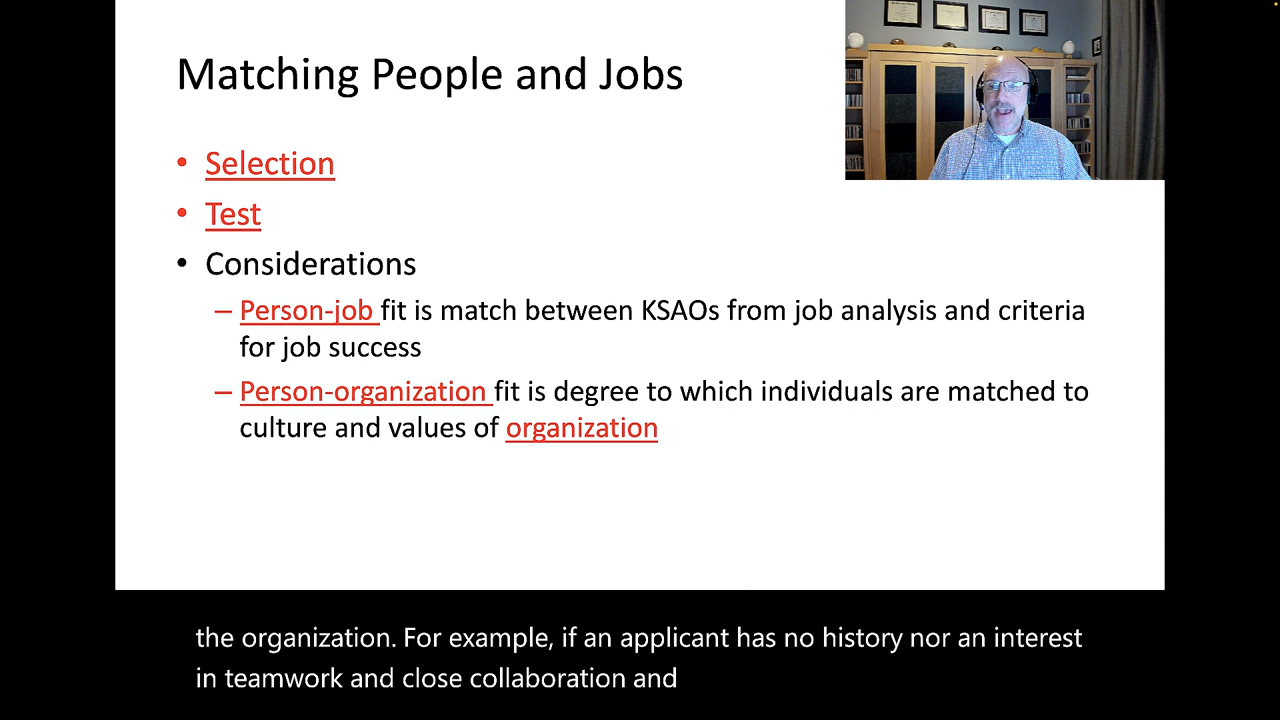 Matching People and Jobs
• Selection
• Test
• Considerations
– Person-job fit is match between KSAOs from job analysis and criteria
for job success
– Person-organization fit is degree to which individuals are matched to
culture and values of organization
the organization. For example, if an applicant has no history nor an interest
in teamwork and close collaboration and